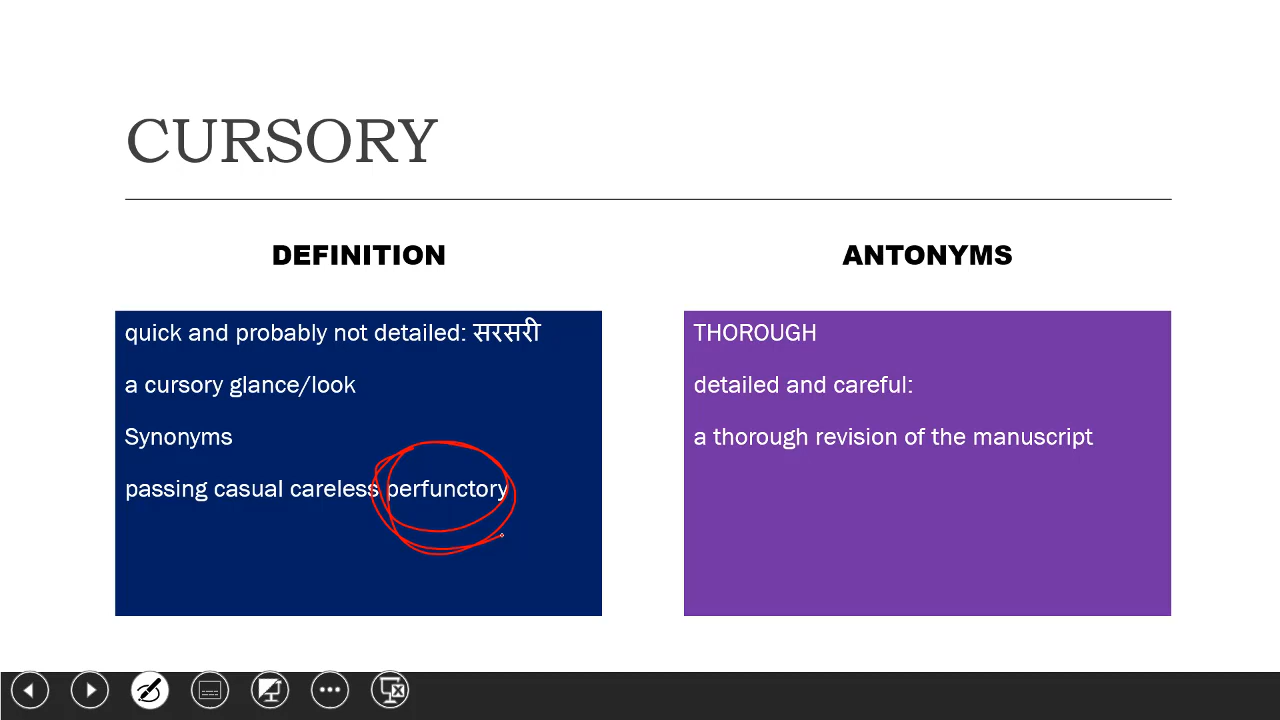 CURSORY
DEFINITION
quick and probably not detailed: सरसरी
a cursory glance/look
Synonyms
passing casual careless perfunctory
ANTONYMS
THOROUGH
detailed and careful:
a thorough revision of the manuscript